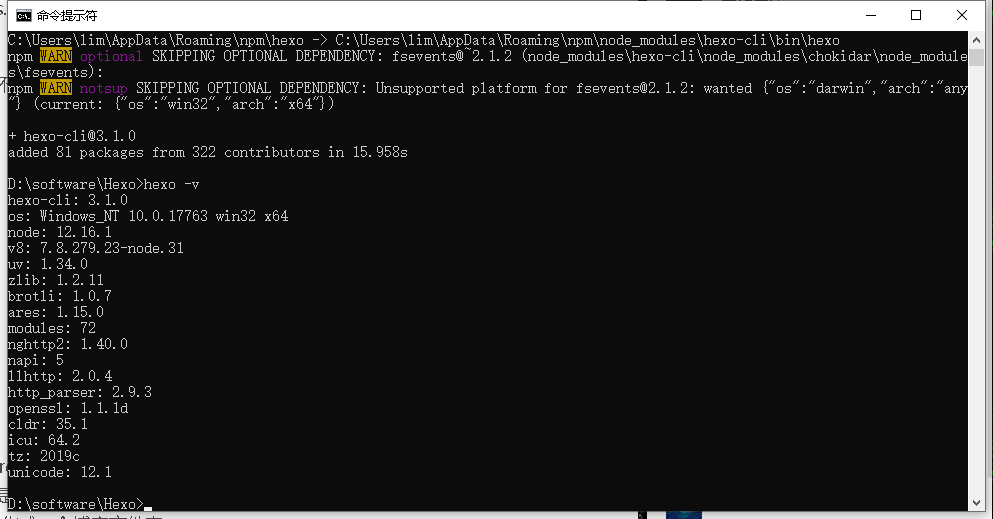 命令提示符
C:\Users\lim\AppData\Roaming\npm\hexo -> C:\Users\lim\AppData\Roaming\npm\node_modules\hexo-cli\bin\hexo
npm WARN optional SKIPPING OPTIONAL DEPENDENCY: fsevents@~2.1.2 (node_modules\hexo-cli\node_modules\chokidar\node_module
s\fsevents):
npm WARN notsup SKIPPING OPTIONAL DEPENDENCY: Unsupported platform for fsevents@2.1.2: wanted {"os":"darwin","arch":"any
"} (current: {"os":"win32","arch":"x64"})
+ hexo-cli@3.1.0
added 81 packages from 322 contributors in 15.958s
D:\software\Hexo>hexo -v
hexo-cli: 3.1.0
os: Windows_NT 10.0.17763 win32 x64
node: 12.16.1
v8: 7.8.279.23-node.31
uv: 1.34.0
zlib: 1.2.11
brotli: 1.0.7
ares: 1.15.0
modules: 72
nghttp2: 1.40.0
napi: 5
llhttp: 2.0.4
http_parser: 2.9.3
openssl: 1.1.1d
cldr: 35.1
icu: 64.2
tz: 2019c
unicode: 12.1
D:\software\Hexo>